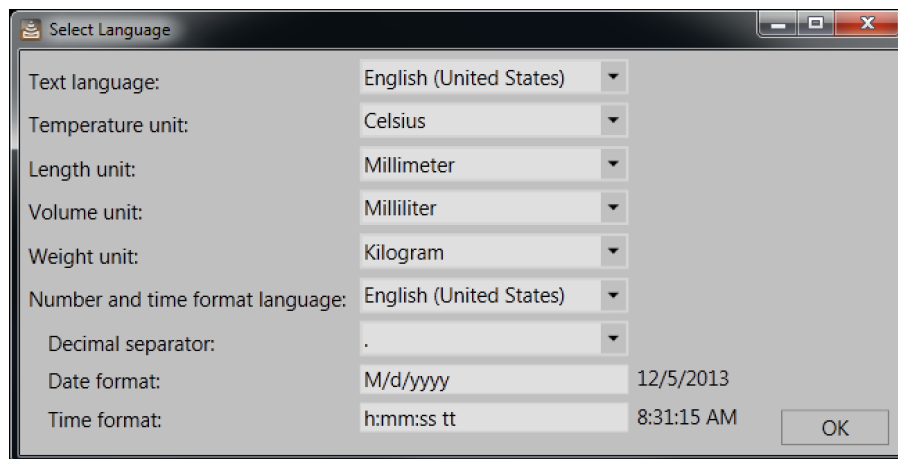 Select Language
Text language: English (United States)
Temperature unit: Celsius
Length unit: Millimeter
Volume unit: Milliliter
Weight unit: Kilogram
Number and time format language: English (United States)
Decimal separator: .
Date format: M/d/yyyy 12/5/2013
Time format: h:mm:ss tt 8:31:15 AM
OK